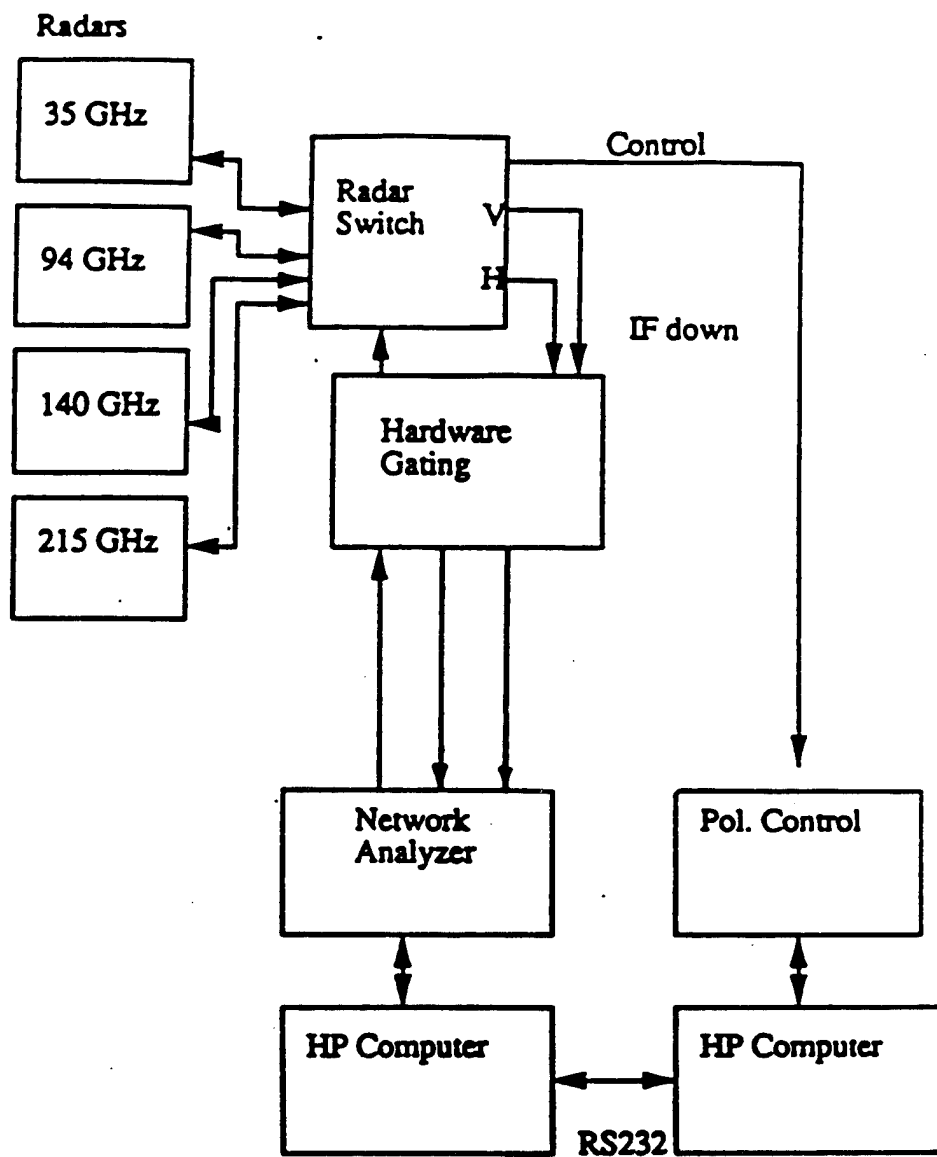 Radars
35 GHz
94 GHz
140 GHz
215 GHz
Radar
Switch
V
H
Control
IF down
Hardware
Gating
Network
Analyzer
Pol. Control
HP Computer
HP Computer
RS232